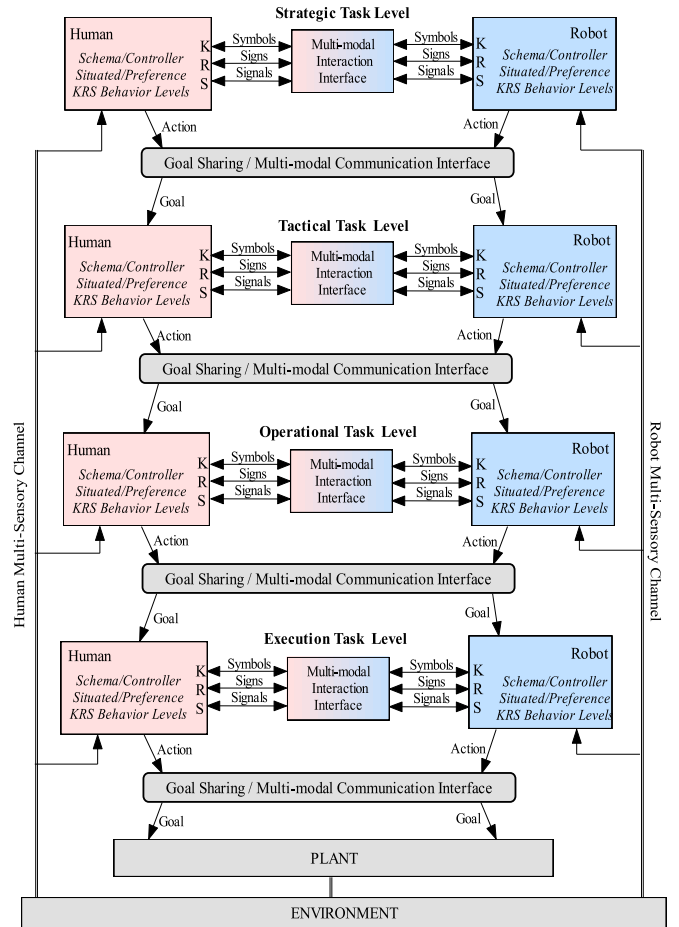 Strategic Task Level
Human
Schema/Controller
Situated/Preference
KRS Behavior Levels
K
R
S
Symbols
Signs
Signals
Multi-modal
Interaction
Interface
Symbols
Signs
Signals
K
R
S
Robot
Schema/Controller
Situated/Preference
KRS Behavior Levels
Action
Action
Goal Sharing / Multi-modal Communication Interface
Goal
Goal
Tactical Task Level
Human
Schema/Controller
Situated/Preference
KRS Behavior Levels
K
R
S
Symbols
Signs
Signals
Multi-modal
Interaction
Interface
Symbols
Signs
Signals
K
R
S
Robot
Schema/Controller
Situated/Preference
KRS Behavior Levels
Action
Action
Goal Sharing / Multi-modal Communication Interface
Goal
Goal
Operational Task Level
Human
Schema/Controller
Situated/Preference
KRS Behavior Levels
K
R
S
Symbols
Signs
Signals
Multi-modal
Interaction
Interface
Symbols
Signs
Signals
K
R
S
Robot
Schema/Controller
Situated/Preference
KRS Behavior Levels
Action
Action
Goal Sharing / Multi-modal Communication Interface
Goal
Goal
Execution Task Level
Human
Schema/Controller
Situated/Preference
KRS Behavior Levels
K
R
S
Symbols
Signs
Signals
Multi-modal
Interaction
Interface
Symbols
Signs
Signals
K
R
S
Robot
Schema/Controller
Situated/Preference
KRS Behavior Levels
Action
Action
Goal Sharing / Multi-modal Communication Interface
Goal
Goal
PLANT
ENVIRONMENT
Human Multi-Sensory Channel
Robot Multi-Sensory Channel